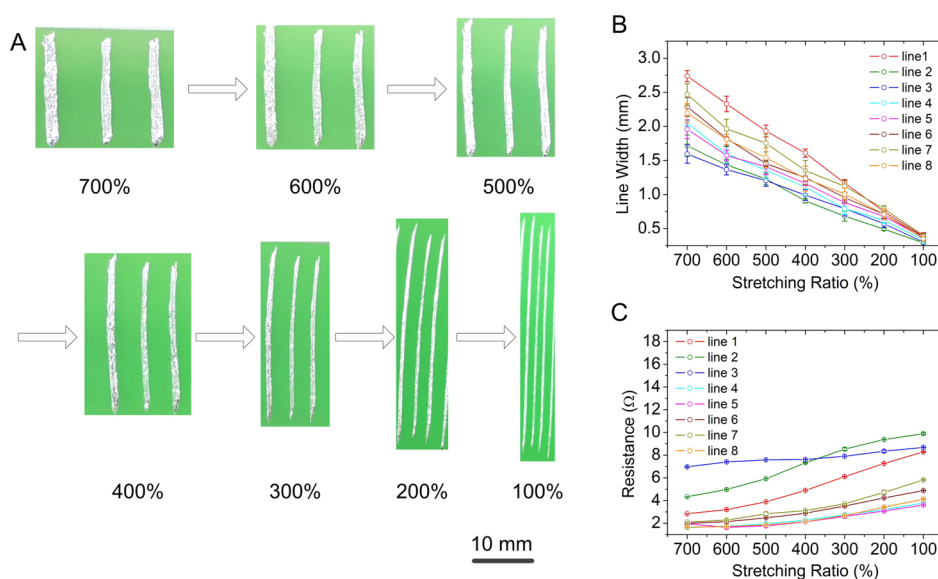 A
700%
600%
500%
400%
300%
200%
100%
10 mm
B
Line Width (mm)
3.0
2.5
2.0
1.5
1.0
0.5
line1
line 2
line 3
line 4
line 5
line 6
line 7
line 8
700 600 500 400 300 200 100
Stretching Ratio (%)
C
Resistance (Ω)
18
16
14
12
10
8
6
4
2
line 1
line 2
line 3
line 4
line 5
line 6
line 7
line 8
700 600 500 400 300 200 100
Stretching Ratio (%)